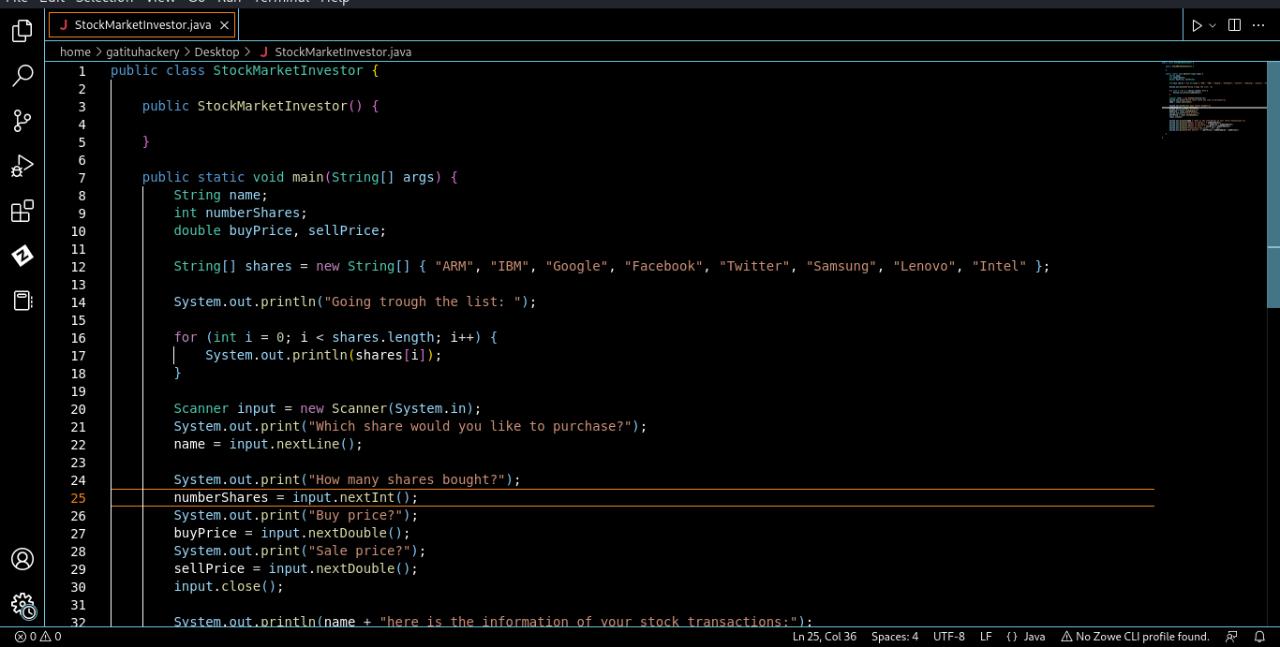 File Edit Selection View Go Run Terminal Help
StockMarketInvestor.java
home > gatituhackery > Desktop > StockMarketInvestor.java
1 public class StockMarketInvestor {
2
3 public StockMarketInvestor() {
4
5 }
6
7 public static void main(String[] args) {
8 String name;
9 int numberShares;
10 double buyPrice, sellPrice;
11
12 String[] shares = new String[] { "ARM", "IBM", "Google", "Facebook", "Twitter", "Samsung", "Lenovo", "Intel" };
13
14 System.out.println("Going trough the list: ");
15
16 for (int i = 0; i < shares.length; i++) {
17 System.out.println(shares[i]);
18 }
19
20 Scanner input = new Scanner(System.in);
21 System.out.print("Which share would you like to purchase?");
22 name = input.nextLine();
23
24 System.out.print("How many shares bought?");
25 numberShares = input.nextInt();
26 System.out.print("Buy price?");
27 buyPrice = input.nextDouble();
28 System.out.print("Sale price?");
29 sellPrice = input.nextDouble();
30 input.close();
31
32 System.out.println(name + "here is the information of your stock transactions:");
0 0 Ln 25, Col 36 Spaces: 4 UTF-8 LF {} Java No Zowe CLI profile found.